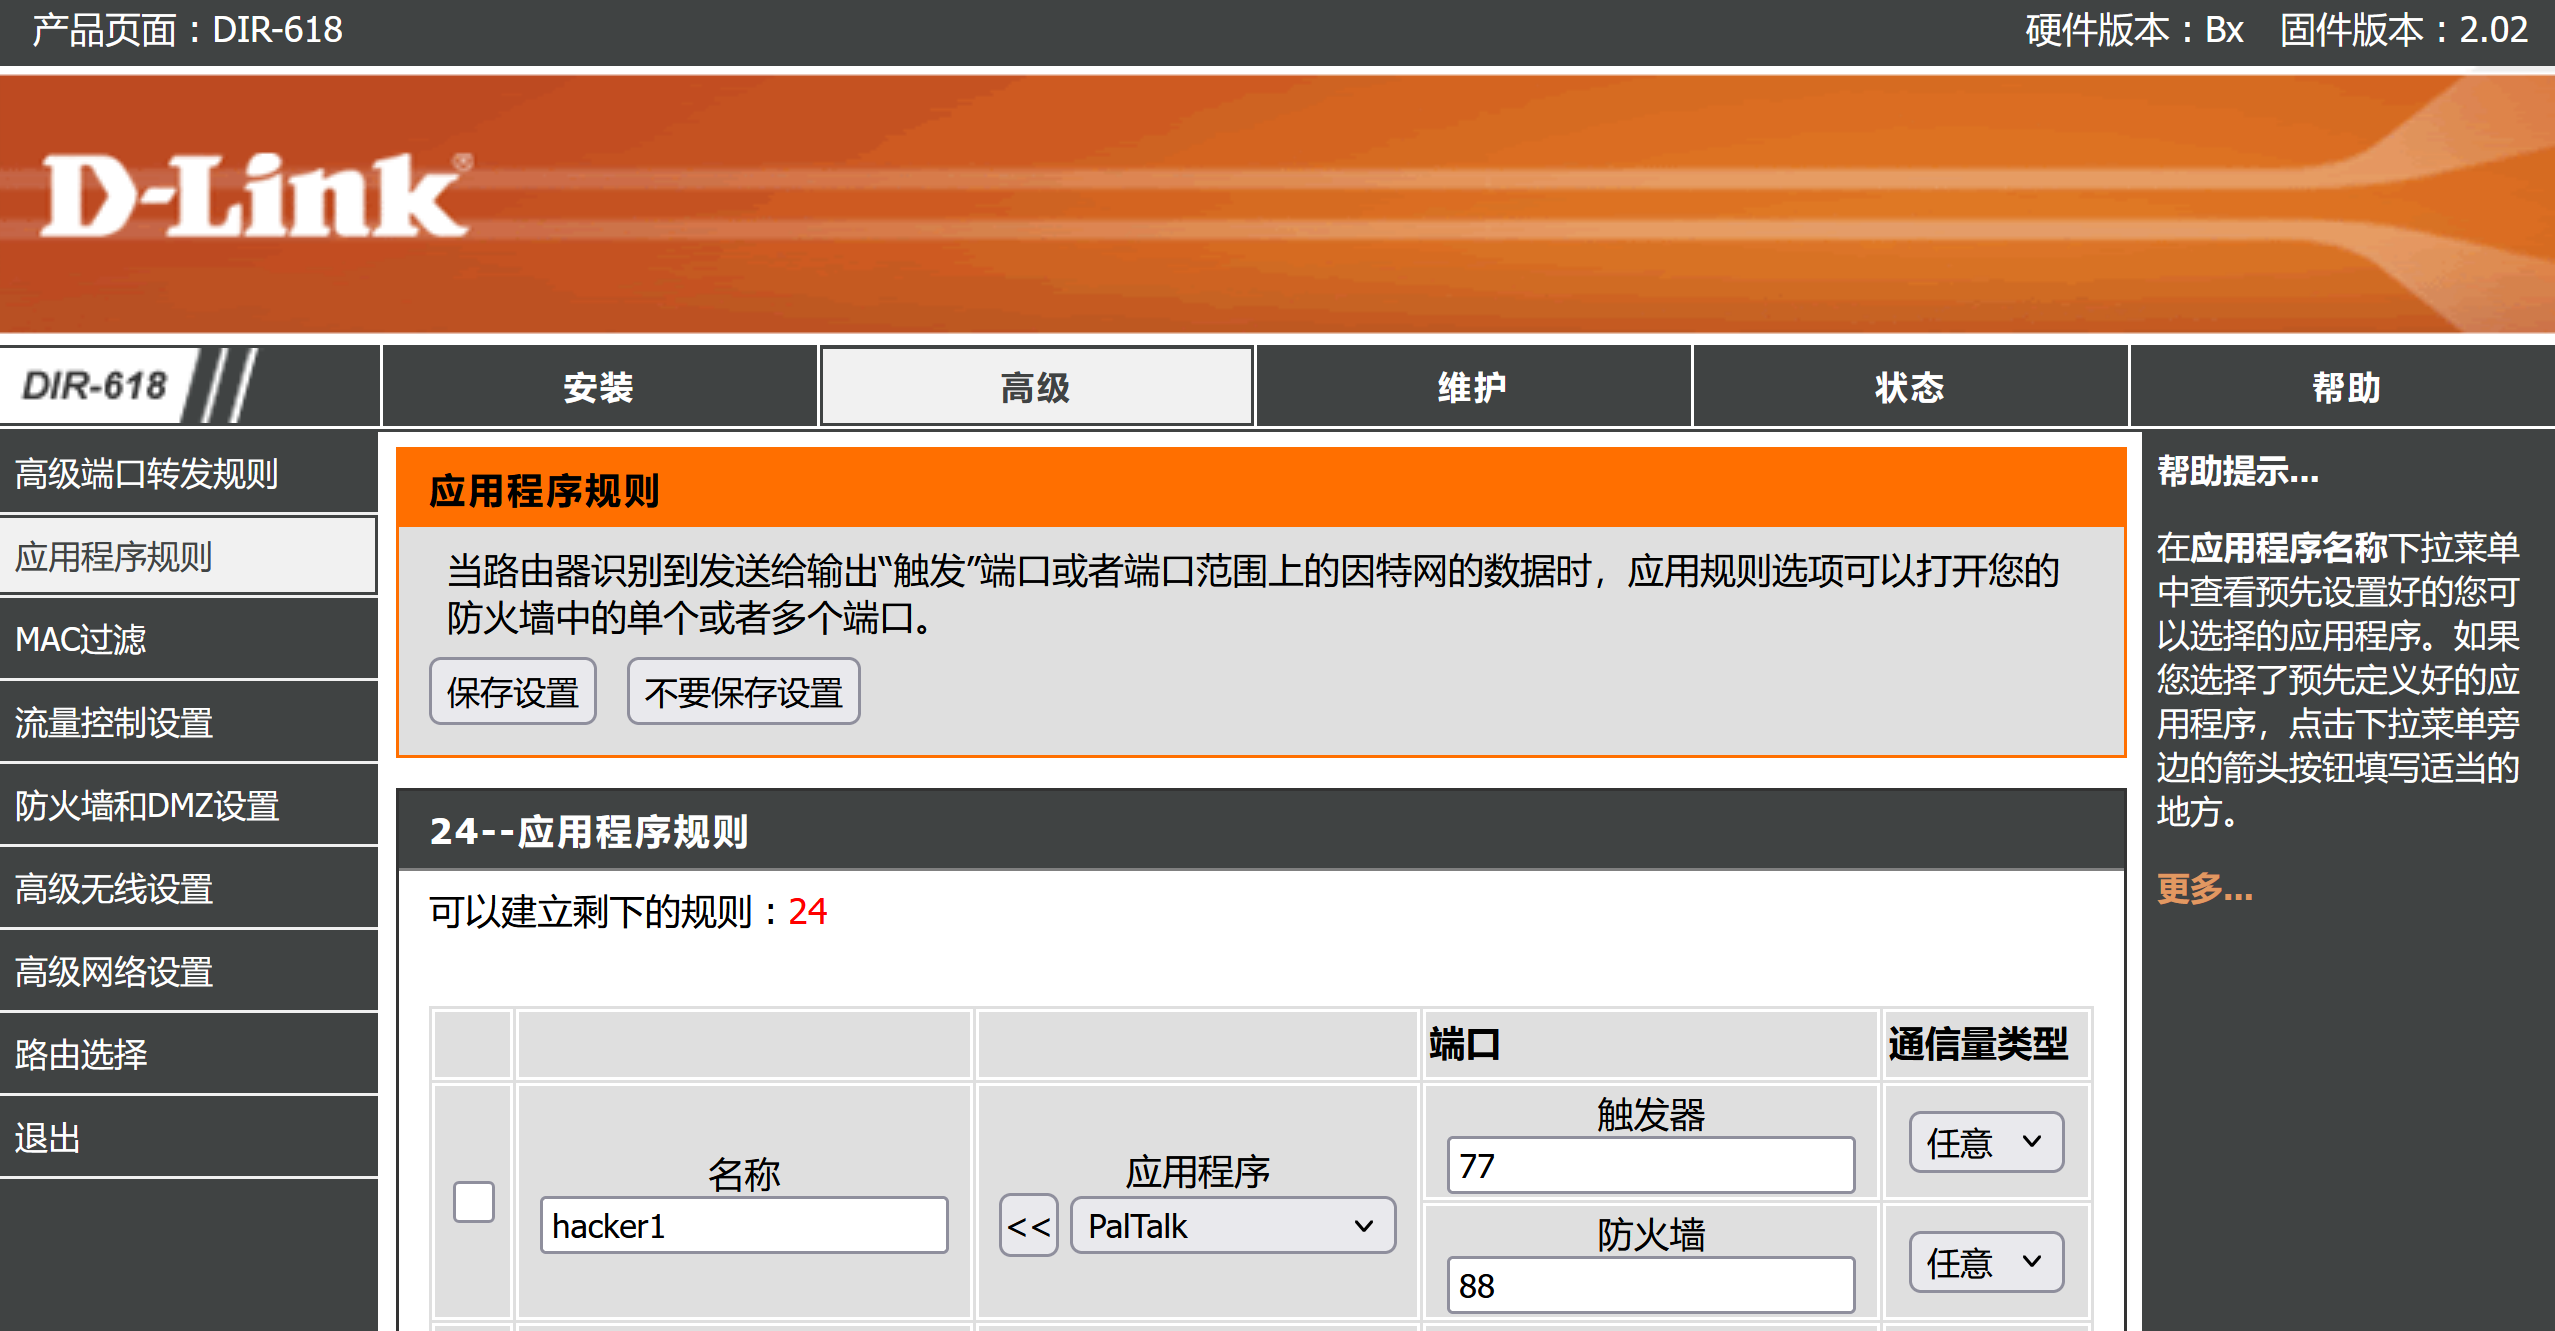 产品页面：DIR-618
硬件版本：Bx 固件版本：2.02
D-Link®
DIR-618
安装
高级
维护
状态
帮助
高级端口转发规则
应用程序规则
MAC过滤
流量控制设置
防火墙和DMZ设置
高级无线设置
高级网络设置
路由选择
退出
应用程序规则
当路由器识别到发送给输出“触发”端口或者端口范围上的因特网的数据时，应用规则选项可以打开您的
防火墙中的单个或者多个端口。
保存设置
不要保存设置
24--应用程序规则
可以建立剩下的规则：24
端口
通信量类型
名称
hacker1
应用程序
<<
PalTalk
触发器
77
任意
防火墙
88
任意
帮助提示...
在应用程序名称下拉菜单
中查看预先设置好的您可
以选择的应用程序。如果
您选择了预先定义好的应
用程序，点击下拉菜单旁
边的箭头按钮填写适当的
地方。
更多...